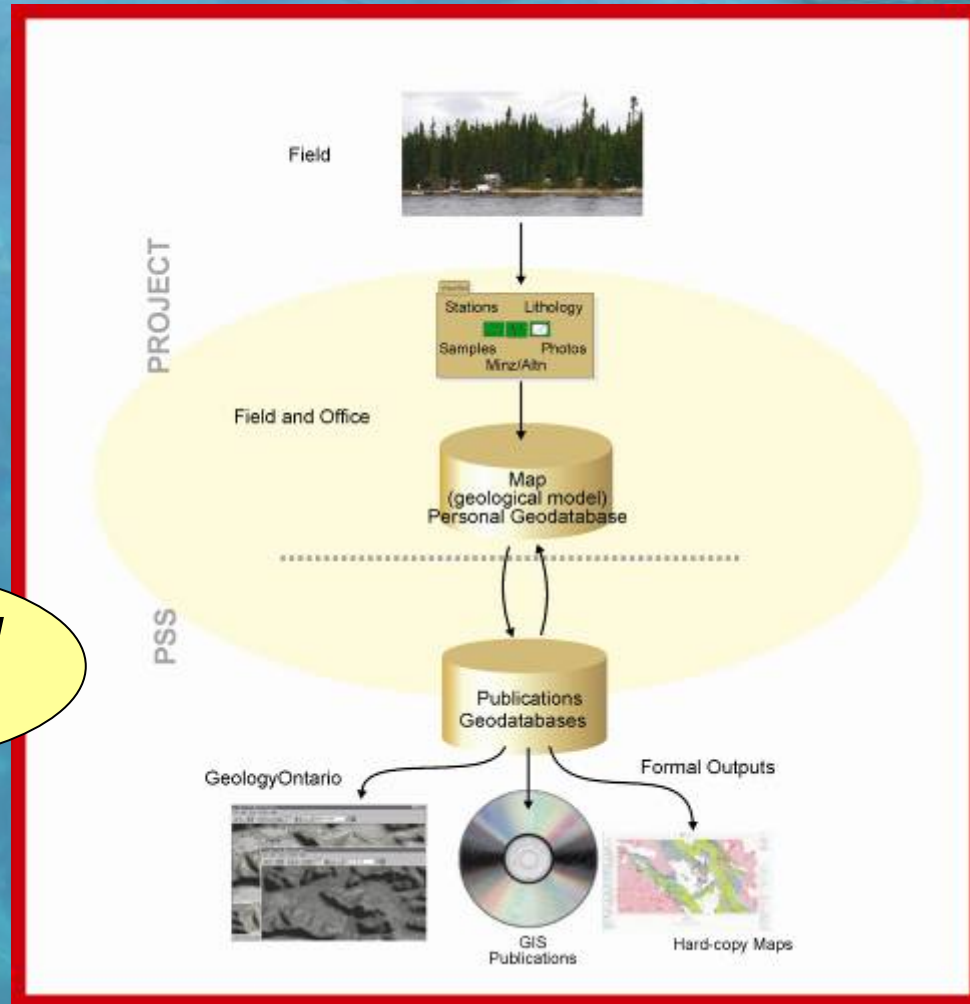 Field
PROJECT
Stations Lithology
Samples Photos
Minz/Altn
Field and Office
Map
(geological model)
Personal Geodatabase
PSS
Publications
Geodatabases
GeologyOntario
Formal Outputs
GIS
Publications
Hard-copy Maps